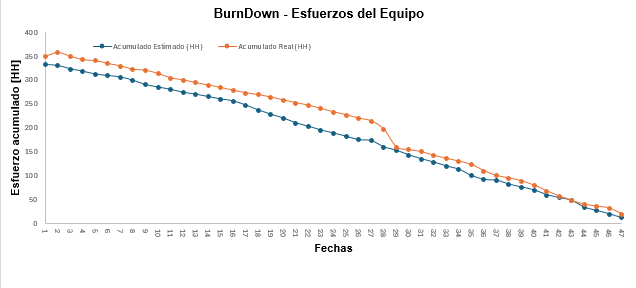 BurnDown - Esfuerzos del Equipo
Acumulado Estimado (HH) Acumulado Real (HH)
Esfuerzo acumulado [HH]
400
350
300
250
200
150
100
50
0
1 2 3 4 5 6 7 8 9 10 11 12 13 14 15 16 17 18 19 20 21 22 23 24 25 26 27 28 29 30 31 32 33 34 35 36 37 38 39 40 41 42 43 44 45 46 47
Fechas